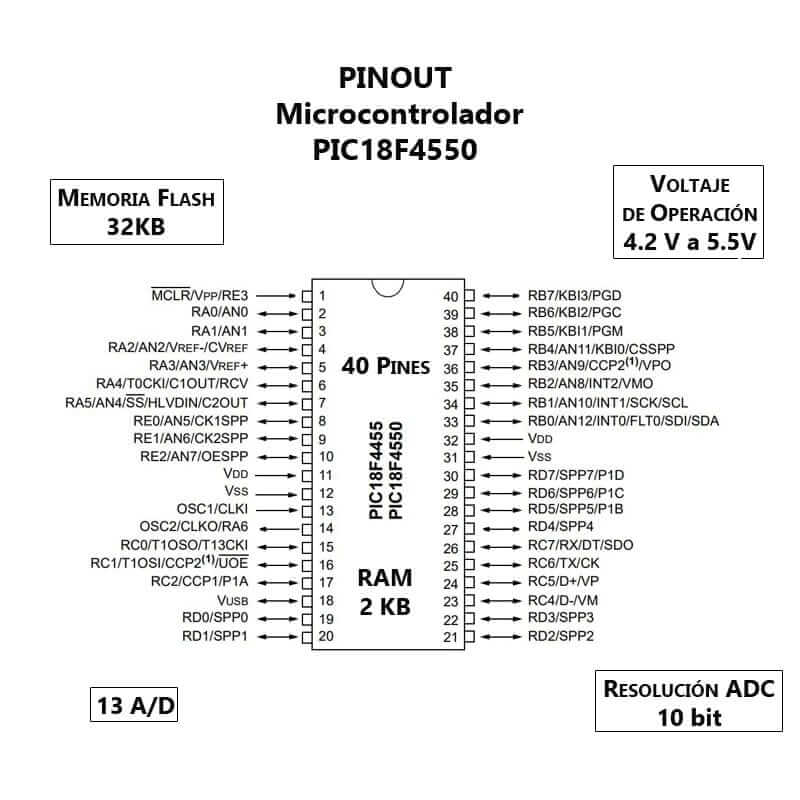 PINOUT
Microcontrolador
PIC18F4550
MEMORIA FLASH
32KB
VOLTAJE
DE OPERACIÓN
4.2 V a 5.5V
MCLR/VPP/RE3 1
RA0/AN0 2
RA1/AN1 3
RA2/AN2/VREF-/CVREF 4
RA3/AN3/VREF+ 5
RA4/T0CKI/C1OUT/RCV 6
RA5/AN4/SS/HLVDIN/C2OUT 7
RE0/AN5/CK1SPP 8
RE1/AN6/CK2SPP 9
RE2/AN7/OESPP 10
VDD 11
VSS 12
OSC1/CLKI 13
OSC2/CLKO/RA6 14
RC0/T1OSO/T13CKI 15
RC1/T1OSI/CCP2(1)/UOE 16
RC2/CCP1/P1A 17
VUSB 18
RD0/SPP0 19
RD1/SPP1 20
40 PINES
PIC18F4455
PIC18F4550
RAM
2 KB
40 RB7/KBI3/PGD
39 RB6/KBI2/PGC
38 RB5/KBI1/PGM
37 RB4/AN11/KBI0/CSSPP
36 RB3/AN9/CCP2(1)/VPO
35 RB2/AN8/INT2/VMO
34 RB1/AN10/INT1/SCK/SCL
33 RB0/AN12/INT0/FLT0/SDI/SDA
32 VDD
31 VSS
30 RD7/SPP7/P1D
29 RD6/SPP6/P1C
28 RD5/SPP5/P1B
27 RD4/SPP4
26 RC7/RX/DT/SDO
25 RC6/TX/CK
24 RC5/D+/VP
23 RC4/D-/VM
22 RD3/SPP3
21 RD2/SPP2
13 A/D
RESOLUCIÓN ADC
10 bit